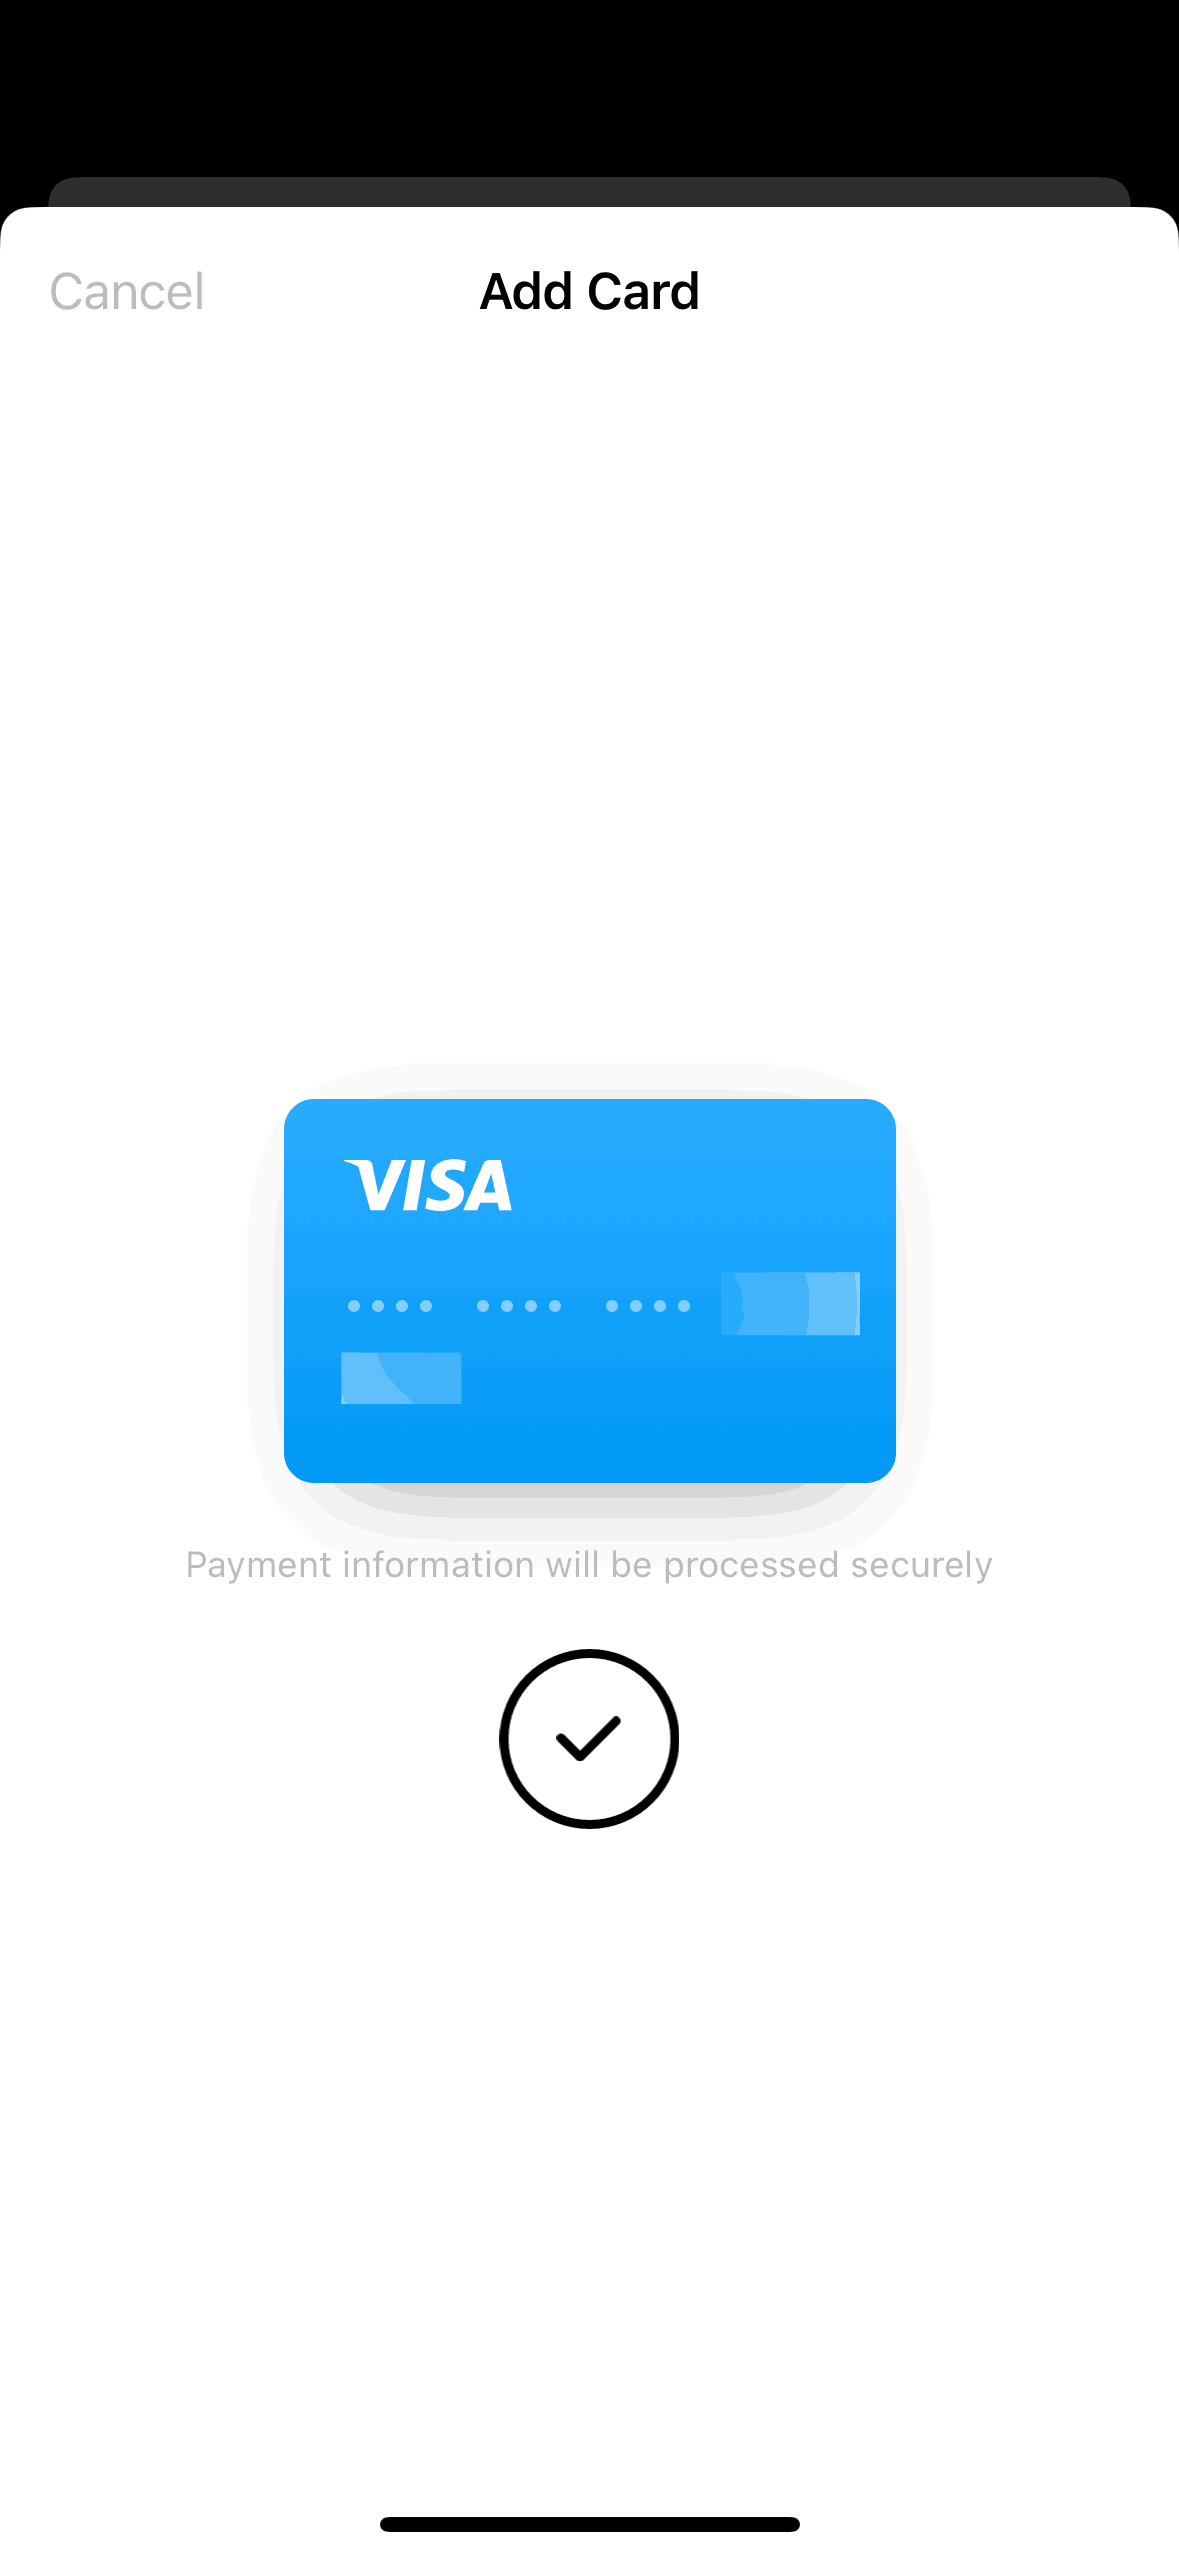 Cancel
Add Card
VISA
•••• •••• ••••
Payment information will be processed securely